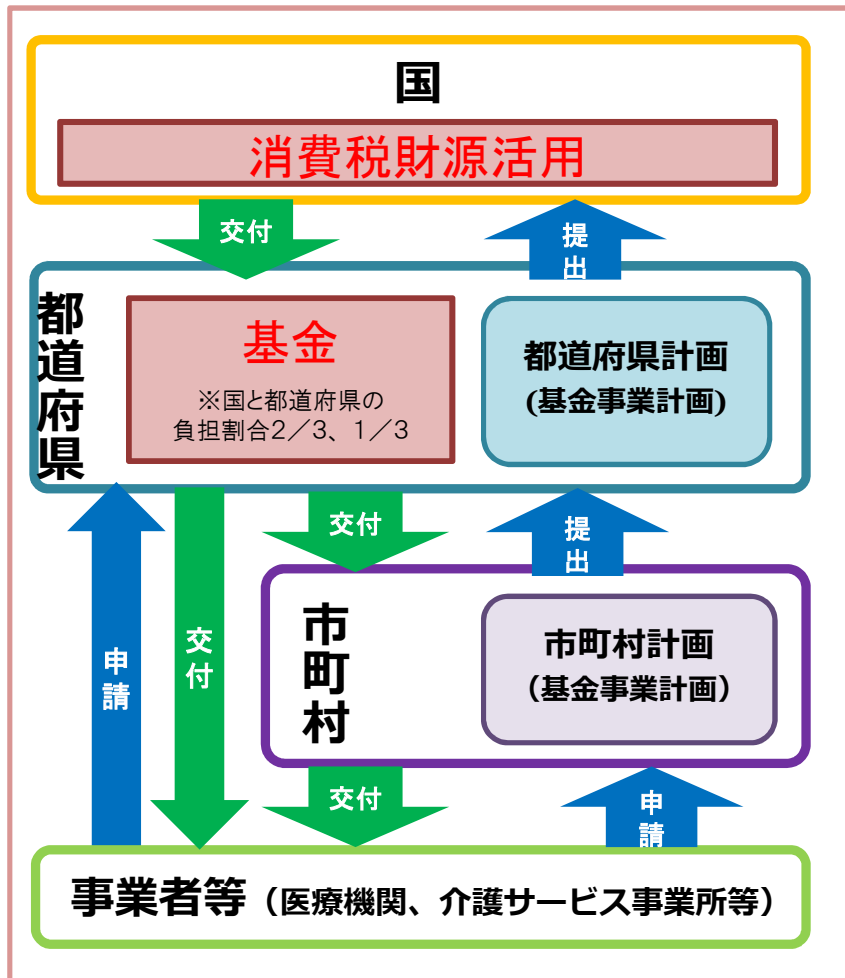 国
消費税財源活用
交付
提出
都道府県
基金
※国と都道府県の
負担割合2/3、1/3
都道府県計画
(基金事業計画)
交付
提出
申請
交付
市町村
市町村計画
（基金事業計画）
交付
申請
事業者等（医療機関、介護サービス事業所等）